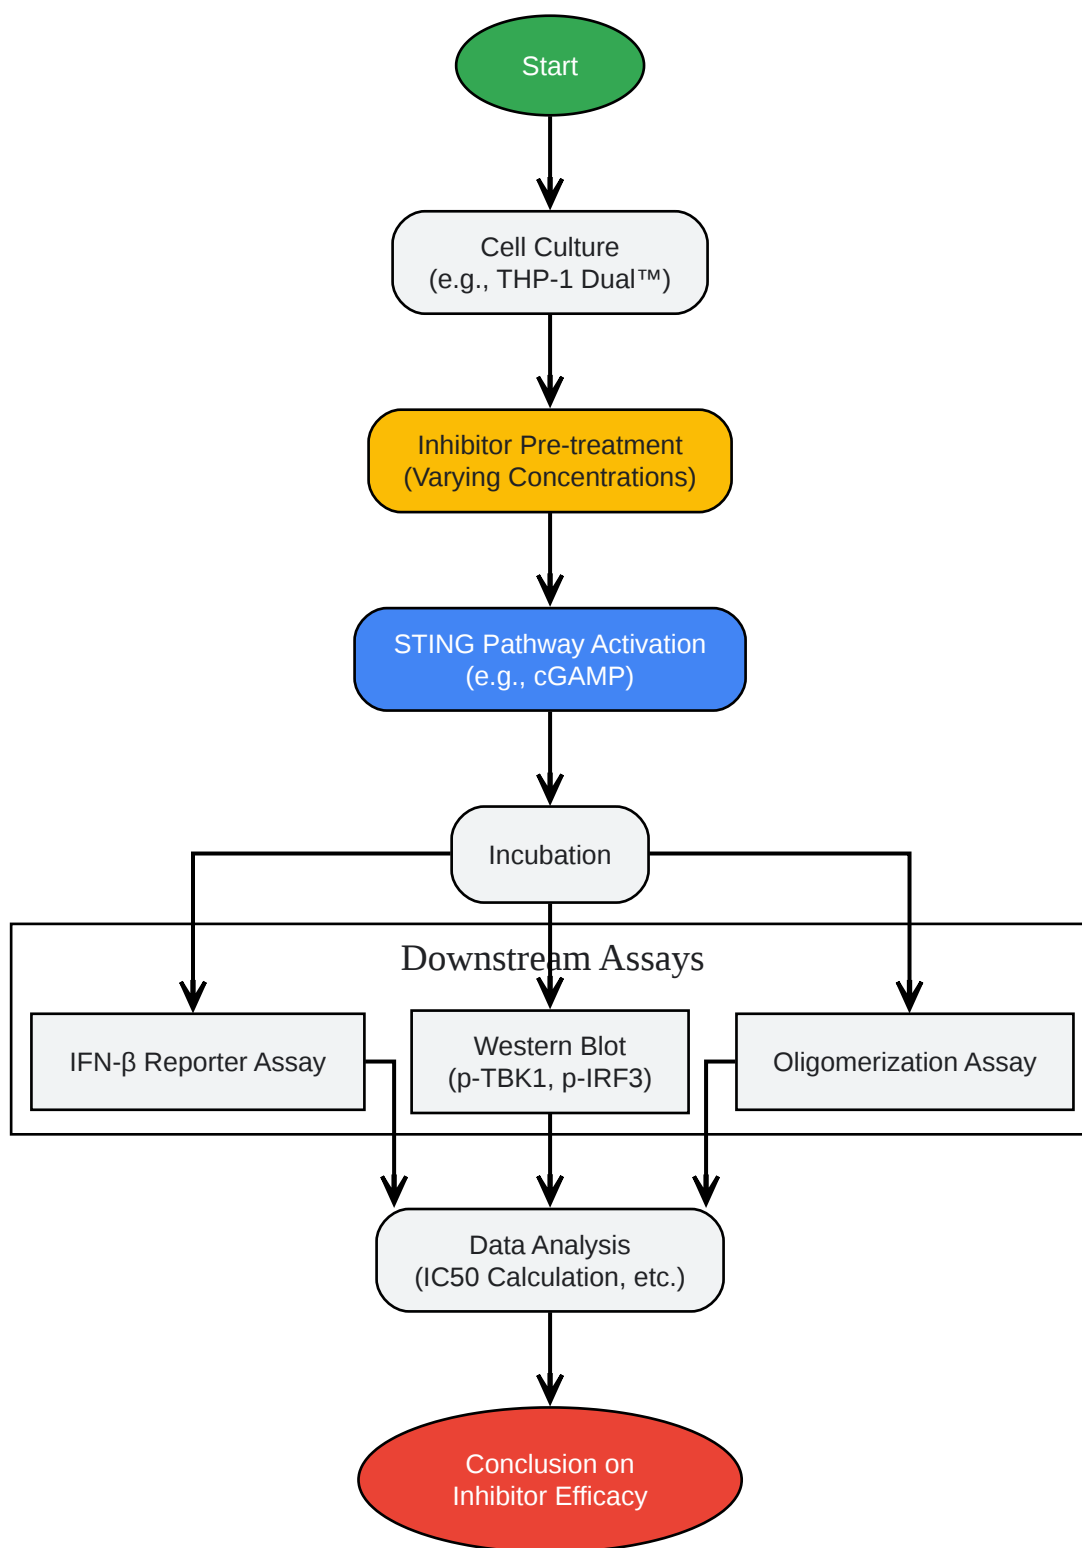 Start
Cell Culture
(e.g., THP-1 Dual™)
Inhibitor Pre-treatment
(Varying Concentrations)
STING Pathway Activation
(e.g., cGAMP)
Incubation
Downstream Assays
IFN-β Reporter Assay
Western Blot
(p-TBK1, p-IRF3)
Oligomerization Assay
Data Analysis
(IC50 Calculation, etc.)
Conclusion on
Inhibitor Efficacy